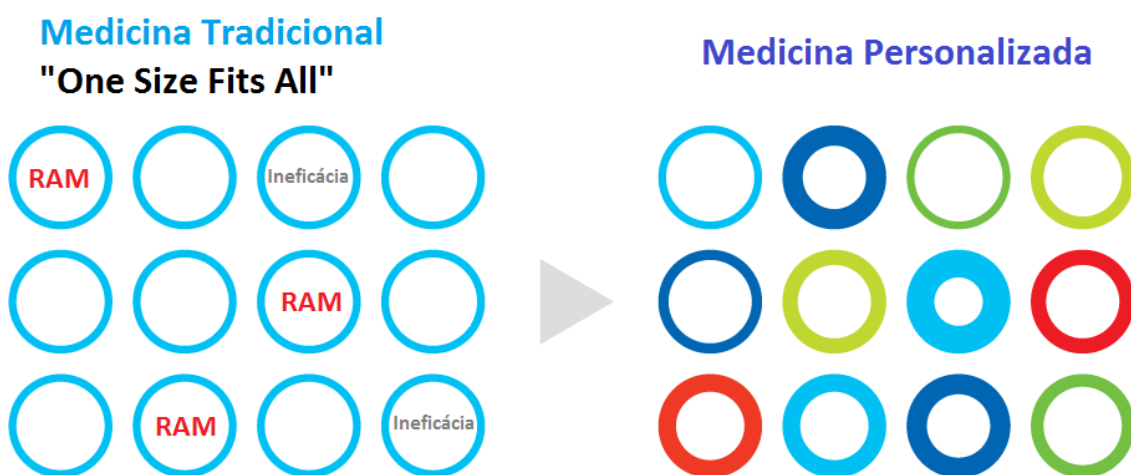 Medicina Tradicional
"One Size Fits All"
Medicina Personalizada
RAM
Ineficácia
RAM
RAM
Ineficácia